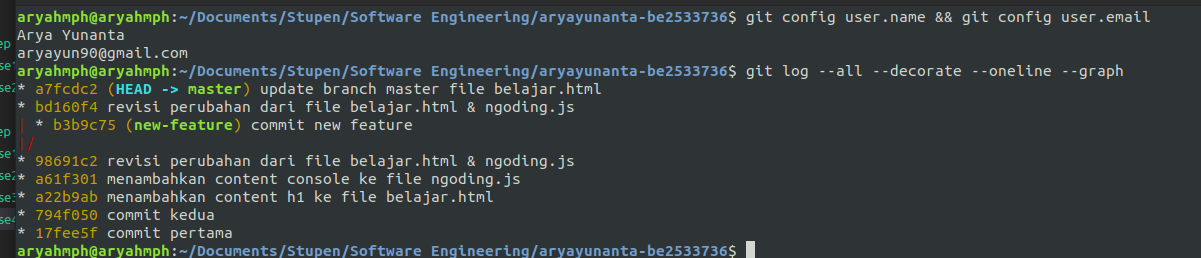 aryahmph@aryahmph:~/Documents/Stupen/Software Engineering/aryayunanta-be2533736$ git config user.name && git config user.email
Arya Yunanta
aryayun90@gmail.com
aryahmph@aryahmph:~/Documents/Stupen/Software Engineering/aryayunanta-be2533736$ git log --all --decorate --oneline --graph
* a7fcdc2 (HEAD -> master) update branch master file belajar.html
* bd160f4 revisi perubahan dari file belajar.html & ngoding.js
| * b3b9c75 (new-feature) commit new feature
|/
* 98691c2 revisi perubahan dari file belajar.html & ngoding.js
* a61f301 menambahkan content console ke file ngoding.js
* a22b9ab menambahkan content h1 ke file belajar.html
* 794f050 commit kedua
* 17fee5f commit pertama
aryahmph@aryahmph:~/Documents/Stupen/Software Engineering/aryayunanta-be2533736$